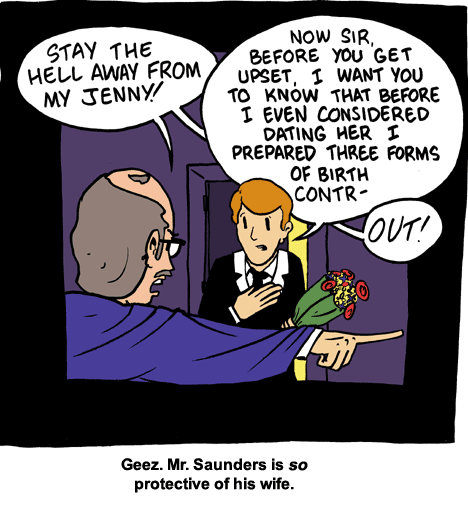 STAY THE
HELL AWAY FROM
MY JENNY!
NOW SIR,
BEFORE YOU GET
UPSET, I WANT YOU
TO KNOW THAT BEFORE
I EVEN CONSIDERED
DATING HER I
PREPARED THREE FORMS
OF BIRTH
CONTR-
OUT!
Geez. Mr. Saunders is so
protective of his wife.